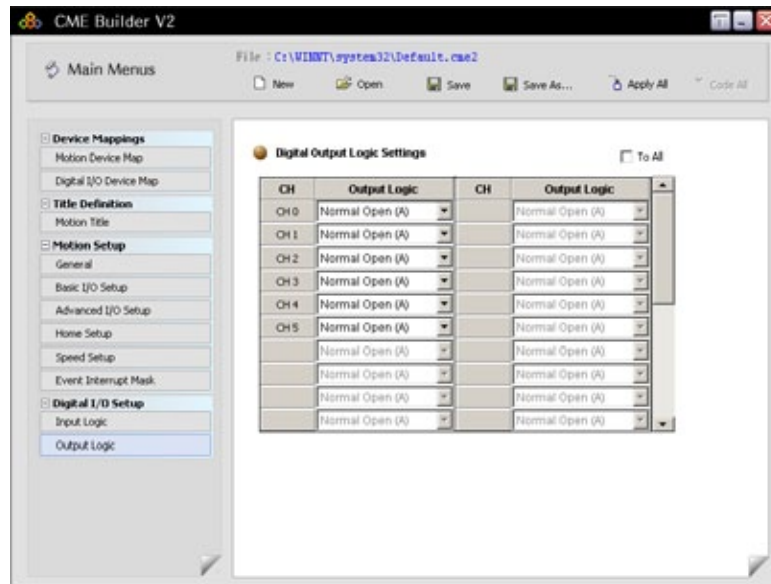 CME Builder V2
Main Menus
File : C:\WINNT\system32\Default.cme2
New Open Save Save As... Apply All Code All
Device Mappings
Motion Device Map
Digital I/O Device Map
Title Definition
Motion Title
Motion Setup
General
Basic I/O Setup
Advanced I/O Setup
Home Setup
Speed Setup
Event Interrupt Mask
Digital I/O Setup
Input Logic
Output Logic
Digital Output Logic Settings To All
CH Output Logic CH Output Logic
CH 0 Normal Open (A) Normal Open (A)
CH 1 Normal Open (A) Normal Open (A)
CH 2 Normal Open (A) Normal Open (A)
CH 3 Normal Open (A) Normal Open (A)
CH 4 Normal Open (A) Normal Open (A)
CH 5 Normal Open (A) Normal Open (A)
Normal Open (A) Normal Open (A)
Normal Open (A) Normal Open (A)
Normal Open (A) Normal Open (A)
Normal Open (A) Normal Open (A)